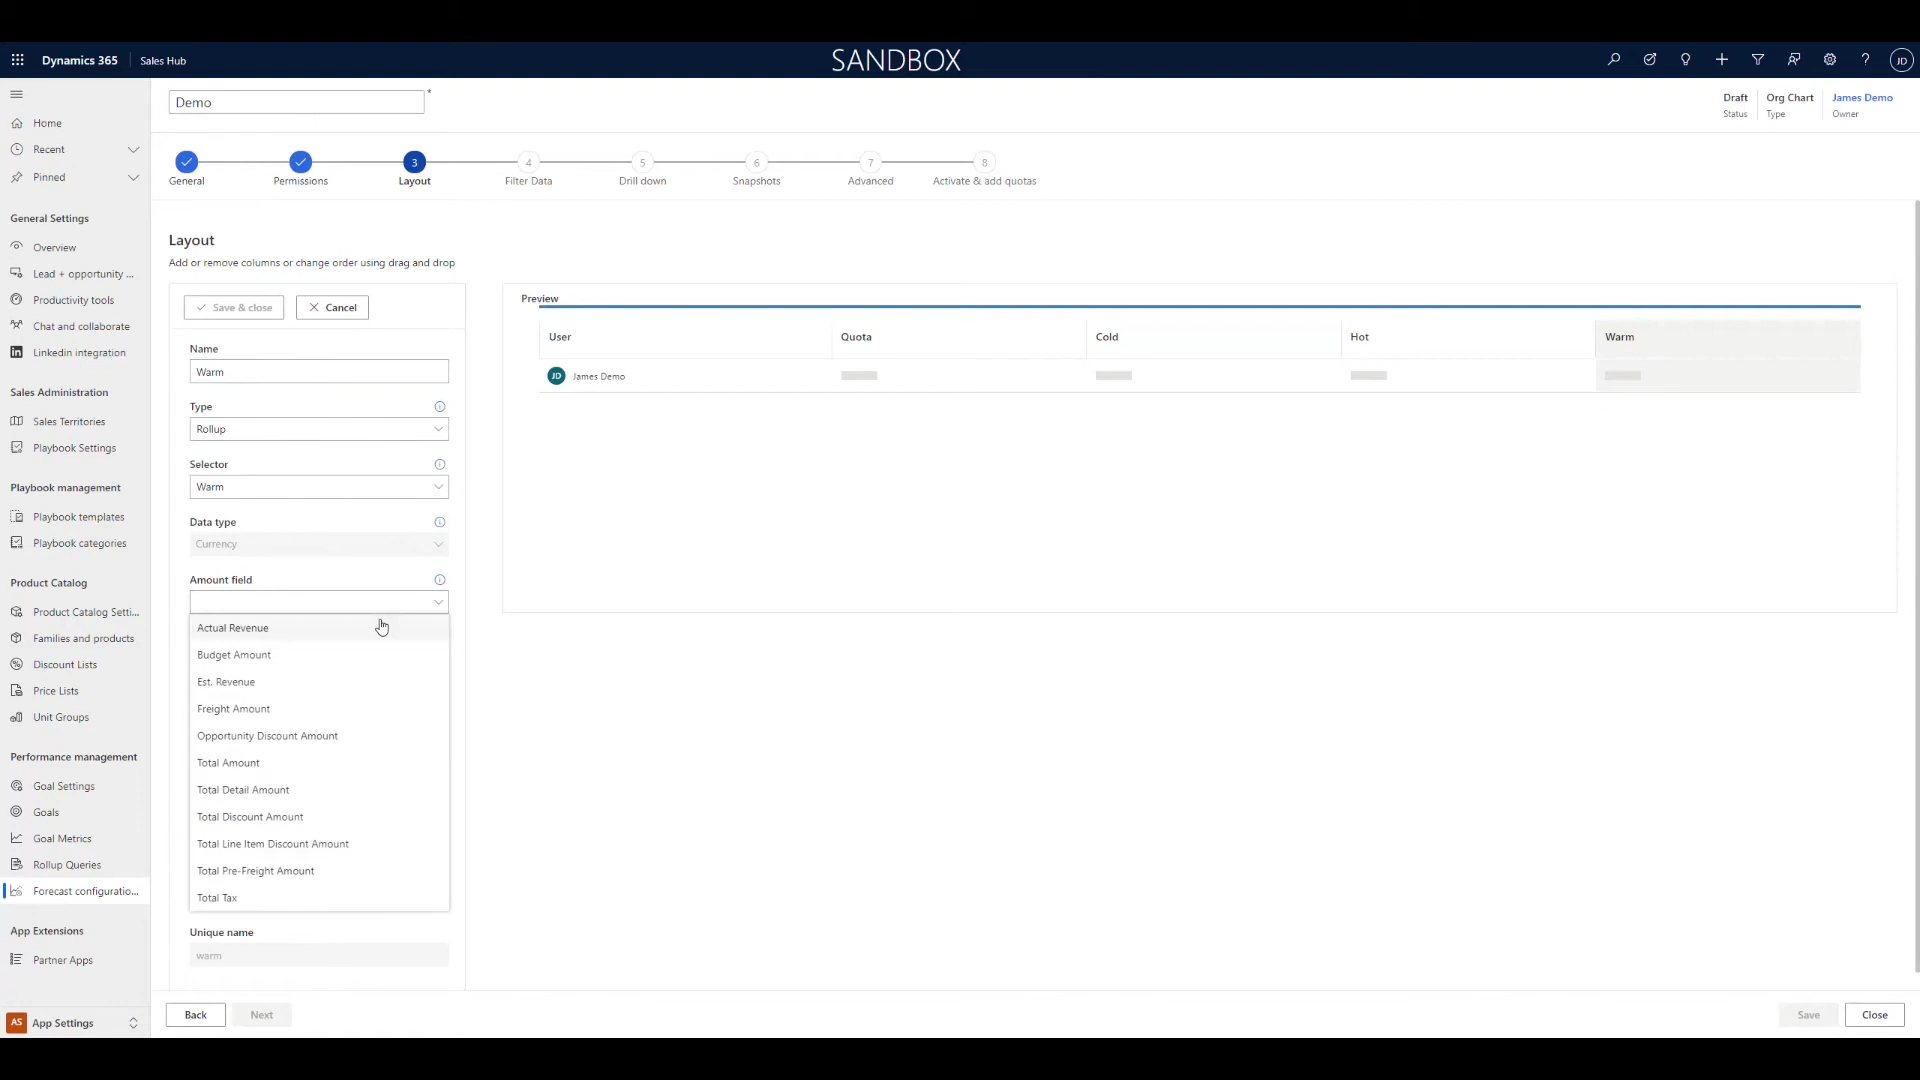 Dynamics 365
Sales Hub
SANDBOX
JD
Demo
*
Draft
Status
Org Chart
Type
James Demo
Owner
Home
Recent
Pinned
General Settings
Overview
Lead + opportunity ...
Productivity tools
Chat and collaborate
Linkedin integration
Sales Administration
Sales Territories
Playbook Settings
Playbook management
Playbook templates
Playbook categories
Product Catalog
Product Catalog Setti...
Families and products
Discount Lists
Price Lists
Unit Groups
Performance management
Goal Settings
Goals
Goal Metrics
Rollup Queries
Forecast configuratio...
App Extensions
Partner Apps
AS App Settings
General
Permissions
3
Layout
4
Filter Data
5
Drill down
6
Snapshots
7
Advanced
8
Activate & add quotas
Layout
Add or remove columns or change order using drag and drop
Save & close
Cancel
Name
Warm
Type
Rollup
Selector
Warm
Data type
Currency
Amount field
Actual Revenue
Budget Amount
Est. Revenue
Freight Amount
Opportunity Discount Amount
Total Amount
Total Detail Amount
Total Discount Amount
Total Line Item Discount Amount
Total Pre-Freight Amount
Total Tax
Unique name
warm
Preview
User Quota Cold Hot Warm
JD James Demo
Back
Next
Save
Close